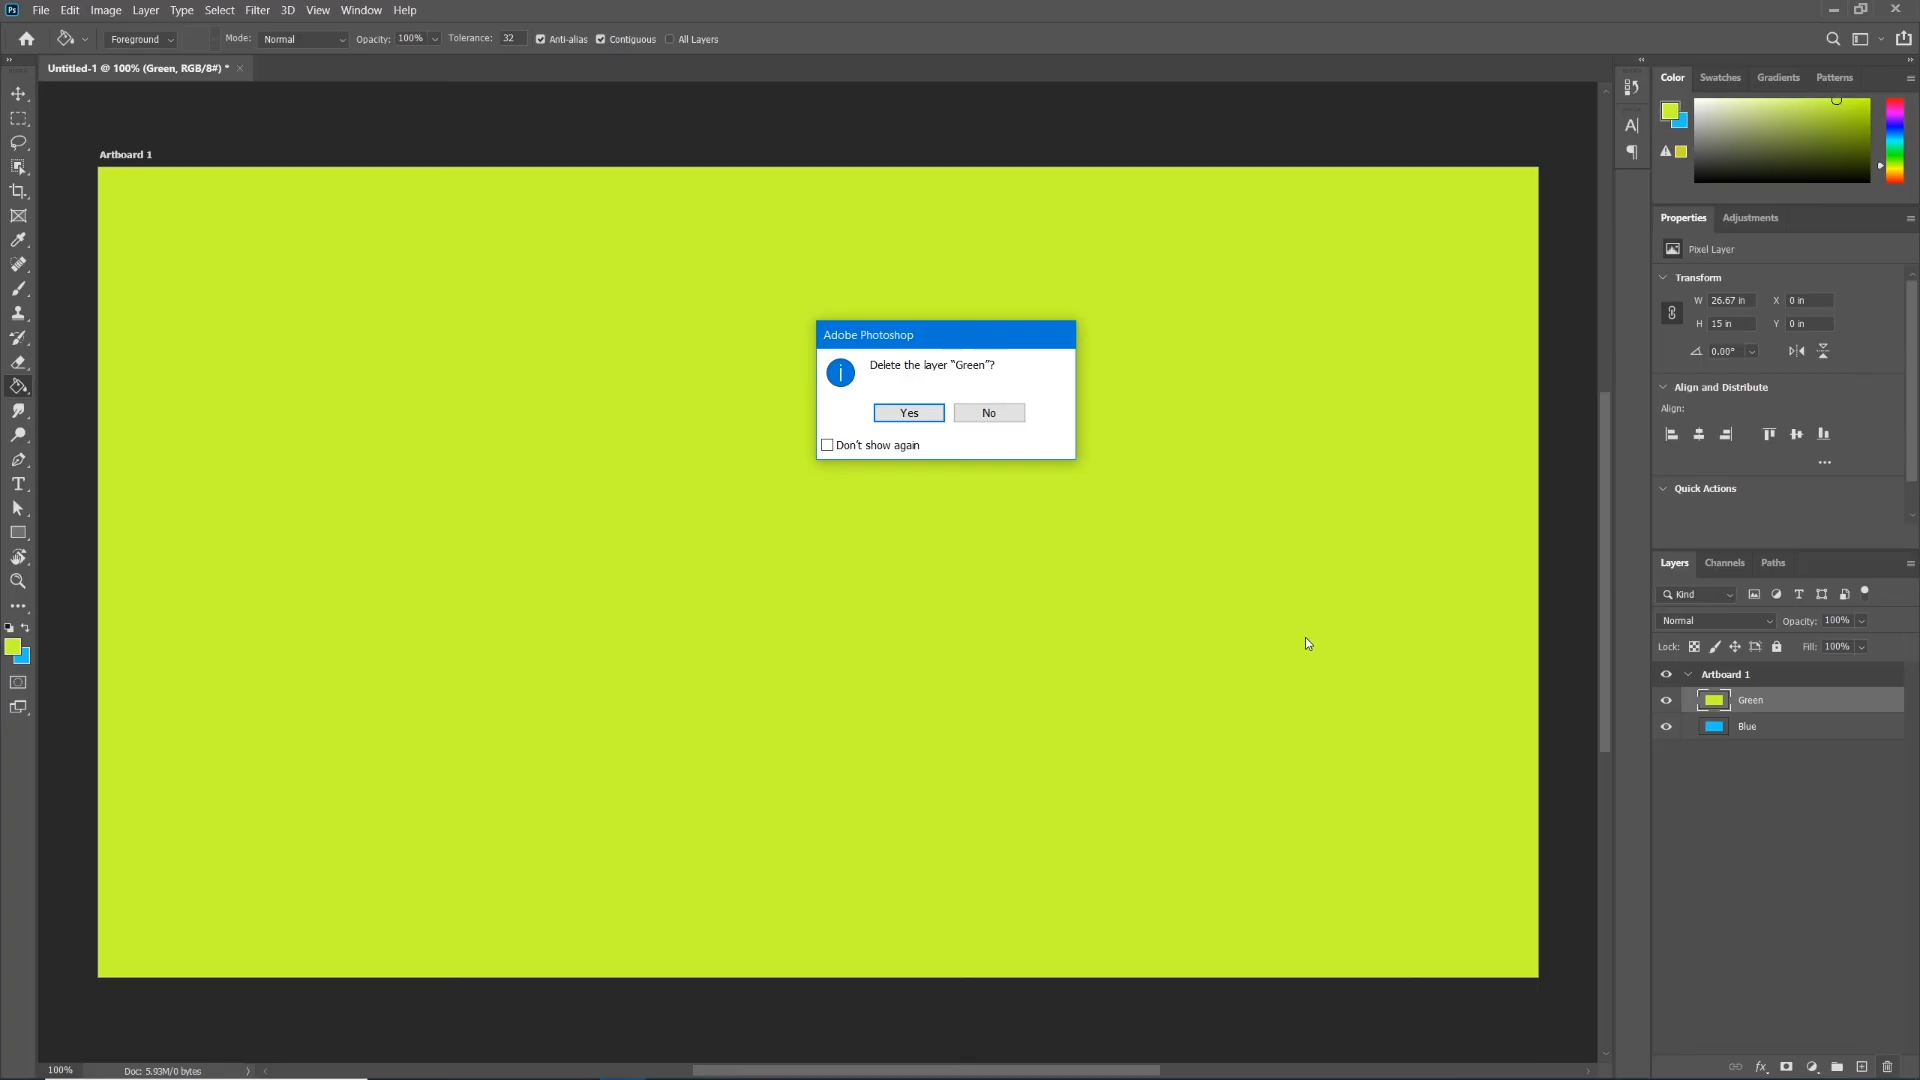 Ps File Edit Image Layer Type Select Filter 3D View Window Help
Foreground Mode: Normal Opacity: 100% Tolerance: 32 Anti-alias Contiguous All Layers
Untitled-1 @ 100% (Green, RGB/8#) * ×
Artboard 1
Adobe Photoshop
Delete the layer “Green”?
Yes No
Don't show again
Color Swatches Gradients Patterns
Properties Adjustments
Pixel Layer
Transform
W 26.67 in X 0 in
H 15 in Y 0 in
0.00°
Align and Distribute
Align:
Quick Actions
Layers Channels Paths
Kind
Normal Opacity: 100%
Lock: Fill: 100%
Artboard 1
Green
Blue
100% Doc: 5.93M/0 bytes